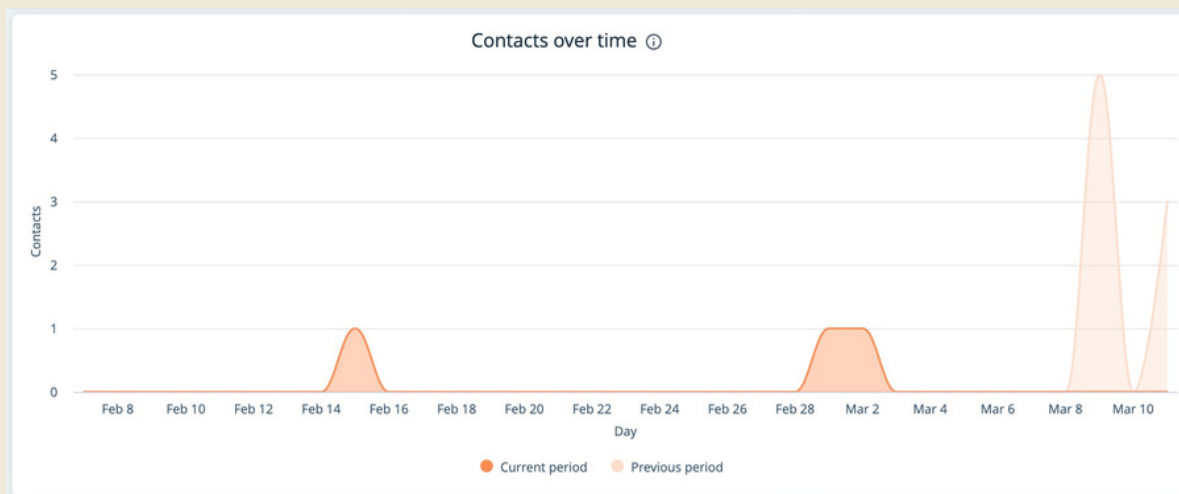 Contacts over time
5
4
3
2
1
0
Contacts
Feb 8 Feb 10 Feb 12 Feb 14 Feb 16 Feb 18 Feb 20 Feb 22 Feb 24 Feb 26 Feb 28 Mar 2 Mar 4 Mar 6 Mar 8 Mar 10
Day
Current period Previous period